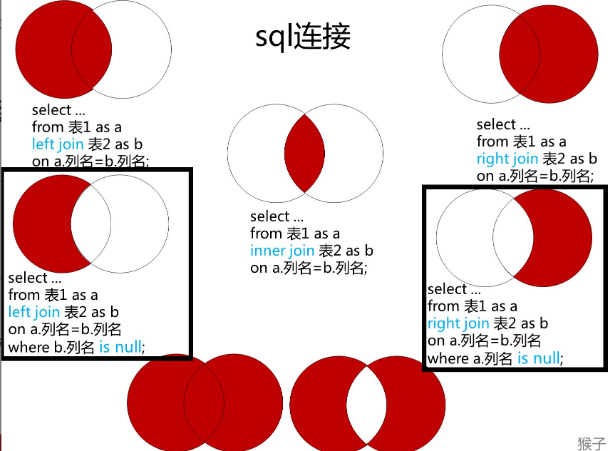 sql连接
select ...
from 表1 as a
left join 表2 as b
on a.列名=b.列名;
select ...
from 表1 as a
inner join 表2 as b
on a.列名=b.列名;
select ...
from 表1 as a
right join 表2 as b
on a.列名=b.列名;
select ...
from 表1 as a
left join 表2 as b
on a.列名=b.列名
where b.列名 is null;
select ...
from 表1 as a
right join 表2 as b
on a.列名=b.列名
where a.列名 is null;
猴子